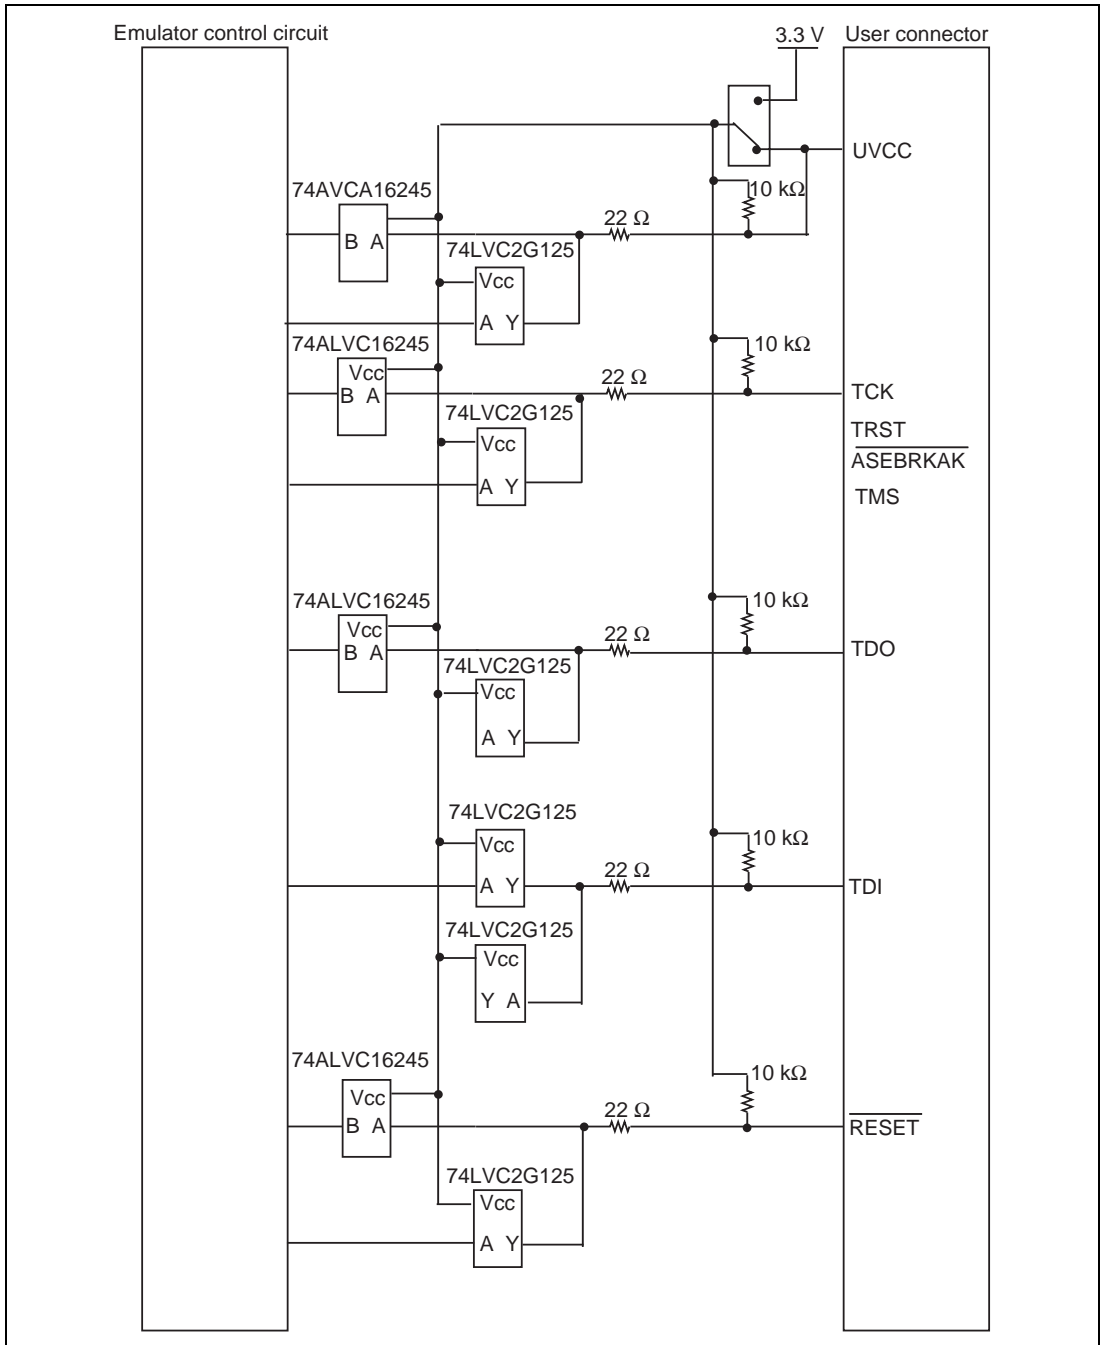 Emulator control circuit
3.3 V
User connector
UVCC
74AVCA16245
10 kΩ
22 Ω
B A
74LVC2G125
Vcc
A Y
74ALVC16245
10 kΩ
Vcc
22 Ω
B A
TCK
74LVC2G125
TRST
Vcc
ASEBRKAK
A Y
TMS
74ALVC16245
10 kΩ
Vcc
22 Ω
B A
TDO
74LVC2G125
Vcc
A Y
74LVC2G125
10 kΩ
Vcc
22 Ω
A Y
TDI
74LVC2G125
Vcc
Y A
74ALVC16245
10 kΩ
Vcc
22 Ω
B A
RESET
74LVC2G125
Vcc
A Y